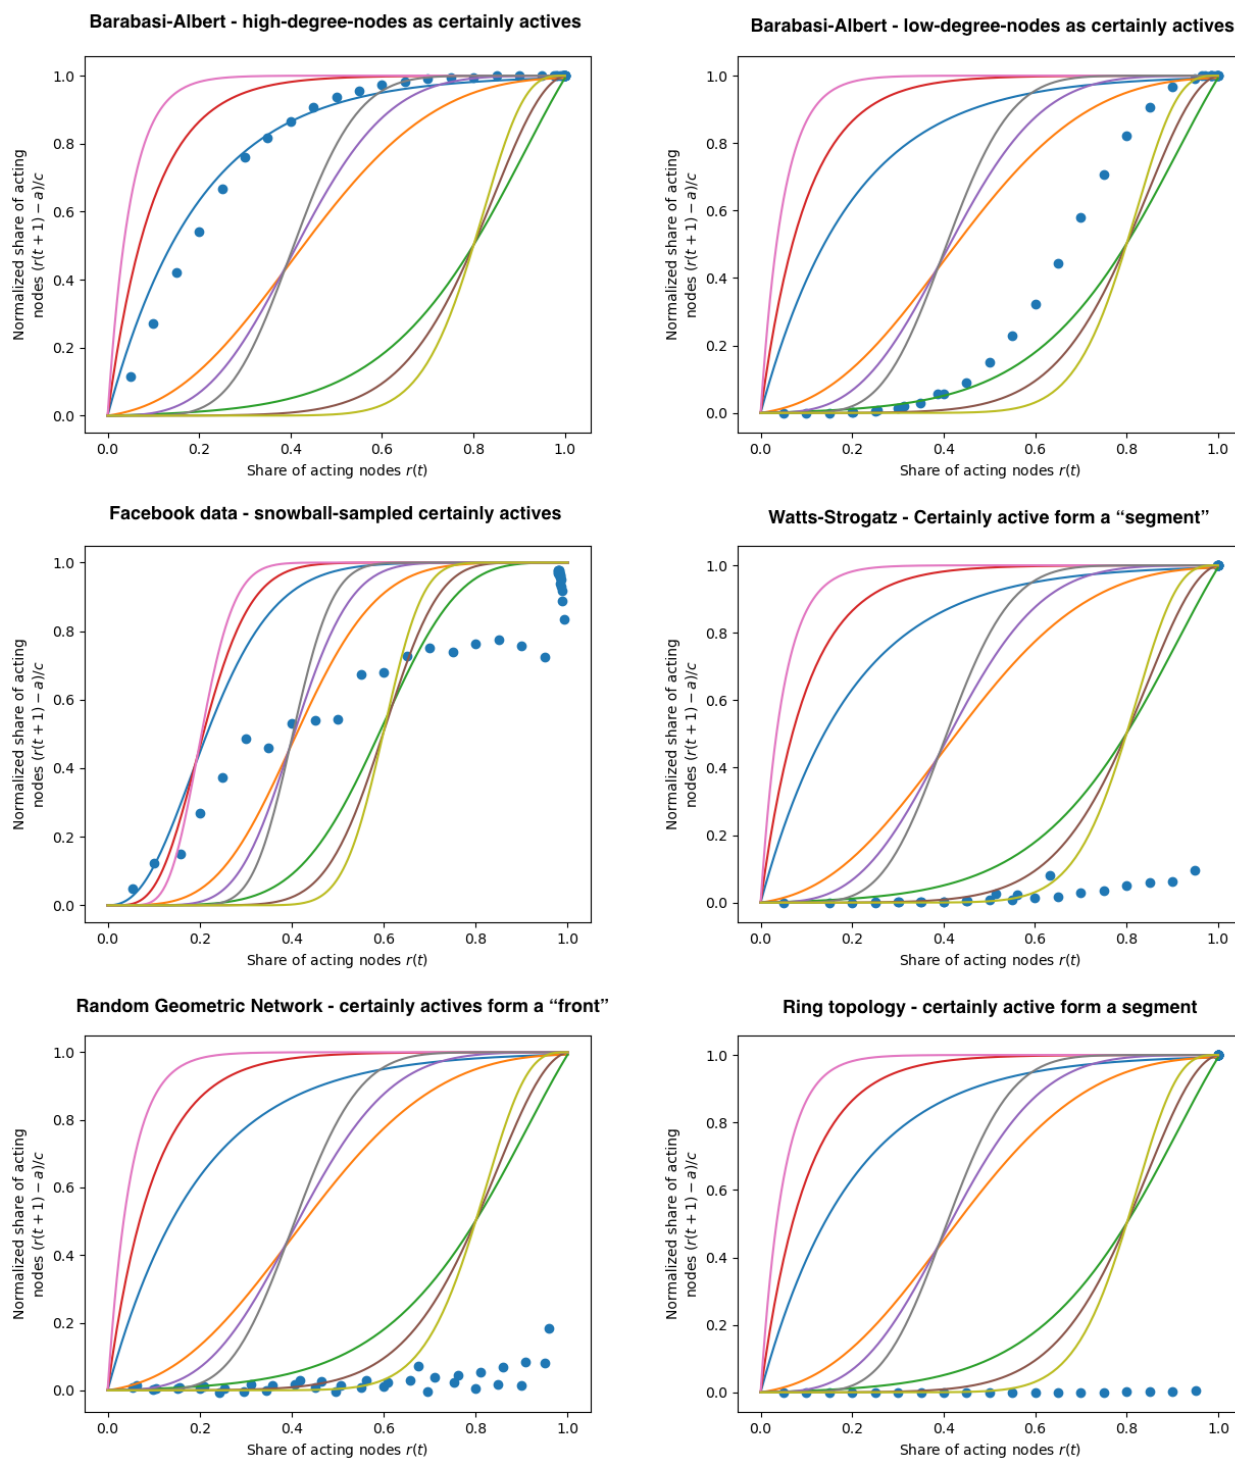 Barabasi-Albert - high-degree-nodes as certainly actives
1.0
0.8
0.6
0.4
0.2
0.0
Normalized share of acting
nodes (r(t + 1) − a)/c
0.0 0.2 0.4 0.6 0.8 1.0
Share of acting nodes r(t)
Barabasi-Albert - low-degree-nodes as certainly actives
1.0
0.8
0.6
0.4
0.2
0.0
Normalized share of acting
nodes (r(t + 1) − a)/c
0.0 0.2 0.4 0.6 0.8 1.0
Share of acting nodes r(t)
Facebook data - snowball-sampled certainly actives
1.0
0.8
0.6
0.4
0.2
0.0
Normalized share of acting
nodes (r(t + 1) − a)/c
0.0 0.2 0.4 0.6 0.8 1.0
Share of acting nodes r(t)
Watts-Strogatz - Certainly active form a “segment”
1.0
0.8
0.6
0.4
0.2
0.0
Normalized share of acting
nodes (r(t + 1) − a)/c
0.0 0.2 0.4 0.6 0.8 1.0
Share of acting nodes r(t)
Random Geometric Network - certainly actives form a “front”
1.0
0.8
0.6
0.4
0.2
0.0
Normalized share of acting
nodes (r(t + 1) − a)/c
0.0 0.2 0.4 0.6 0.8 1.0
Share of acting nodes r(t)
Ring topology - certainly active form a segment
1.0
0.8
0.6
0.4
0.2
0.0
Normalized share of acting
nodes (r(t + 1) − a)/c
0.0 0.2 0.4 0.6 0.8 1.0
Share of acting nodes r(t)